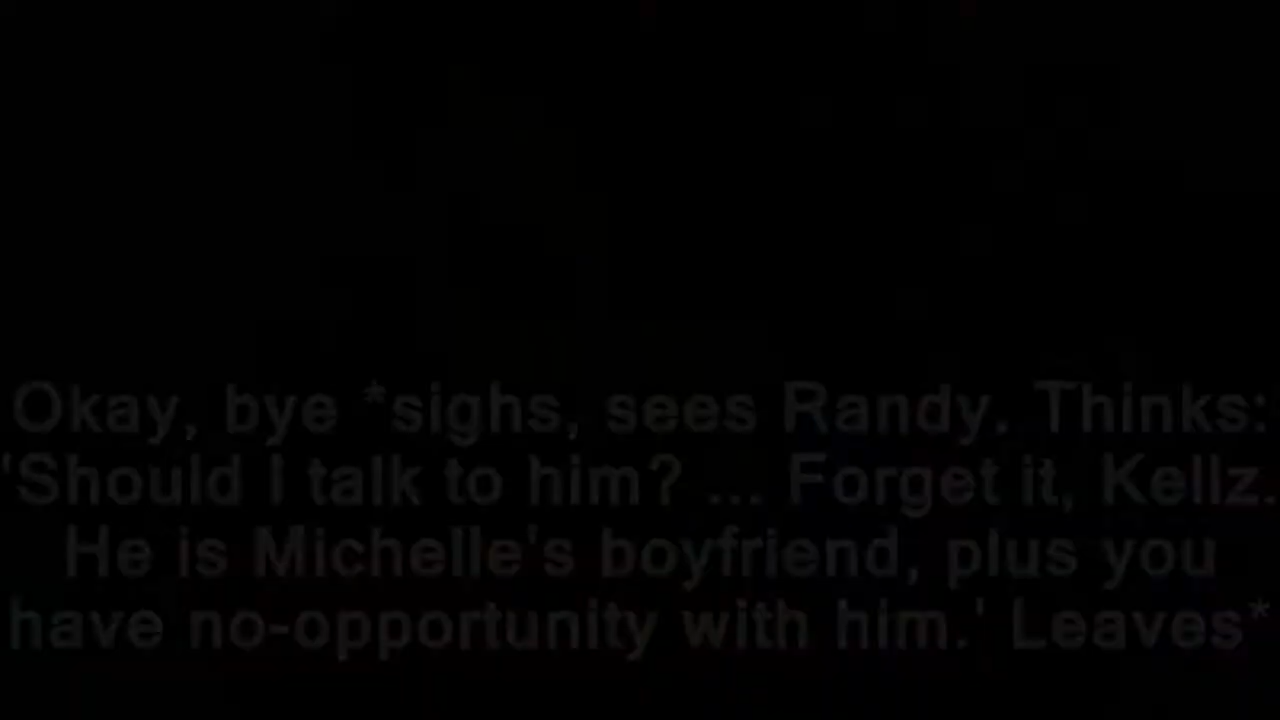 Okay, bye *sighs, sees Randy. Thinks:
'Should I talk to him? ... Forget it, Kellz.
He is Michelle's boyfriend, plus you
have no-opportunity with him.' Leaves*